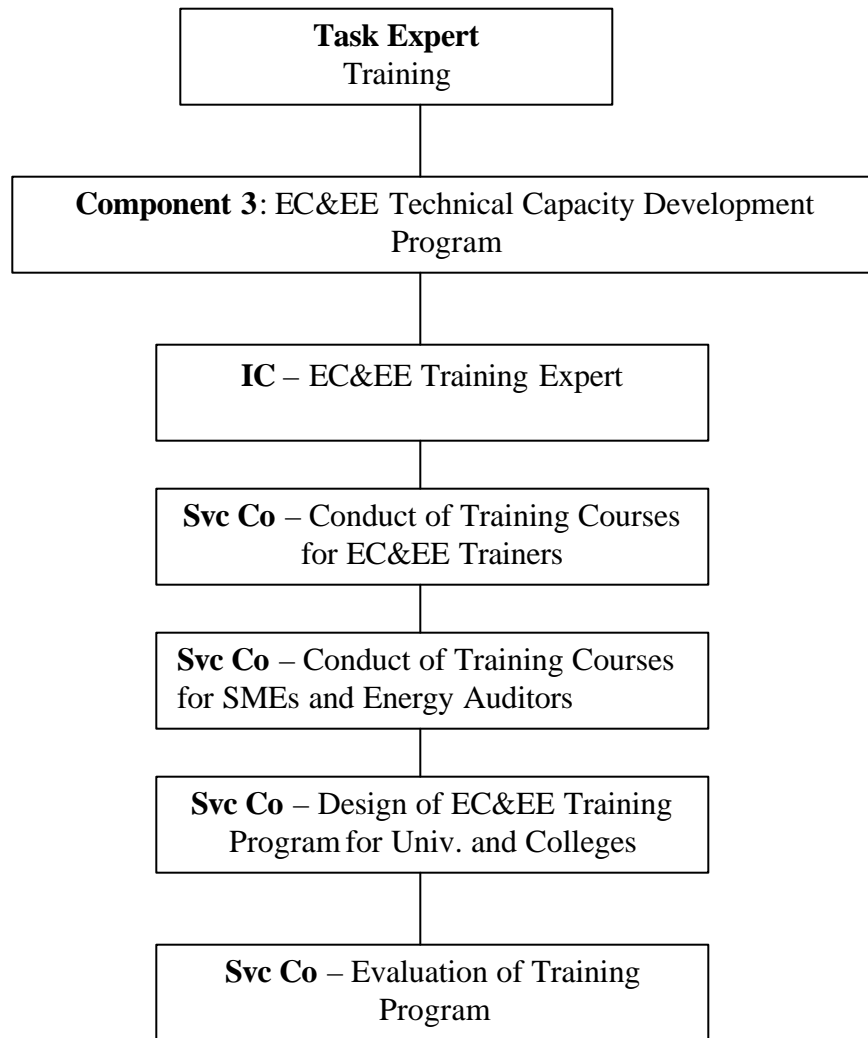 Task Expert
Training
Component 3: EC&EE Technical Capacity Development
Program
IC – EC&EE Training Expert
Svc Co – Conduct of Training Courses
for EC&EE Trainers
Svc Co – Conduct of Training Courses
for SMEs and Energy Auditors
Svc Co – Design of EC&EE Training
Program for Univ. and Colleges
Svc Co – Evaluation of Training
Program